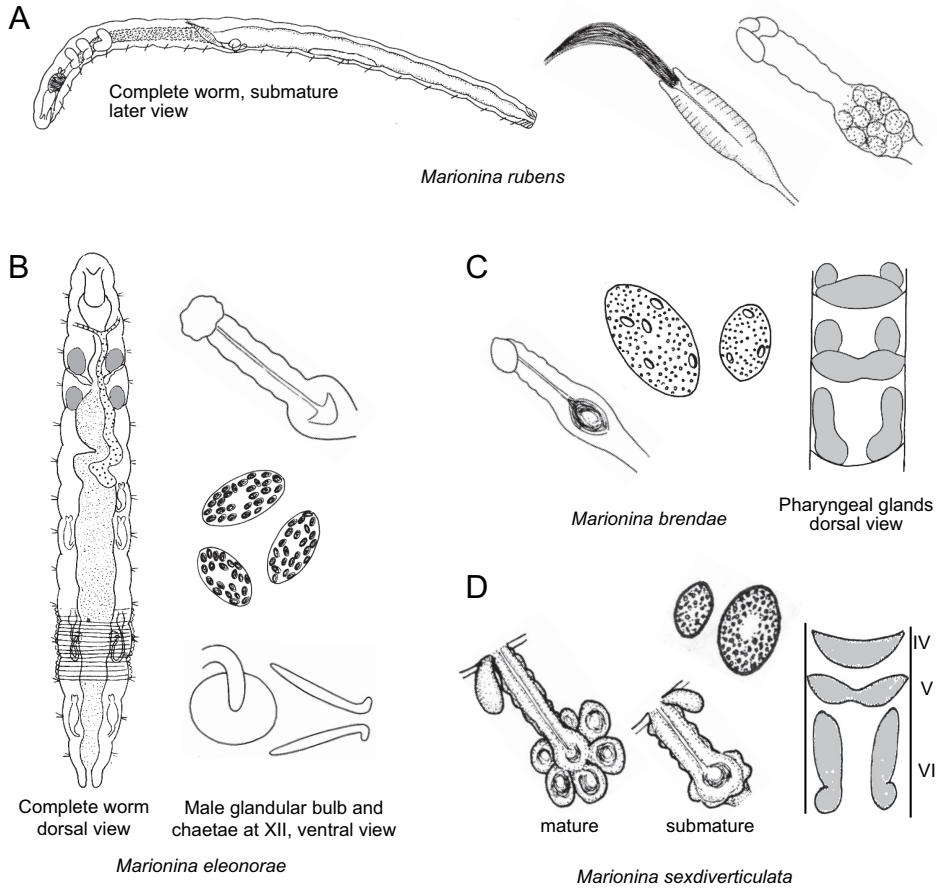 A
Complete worm, submature
later view
Marionina rubens
B
Complete worm
dorsal view
Male glandular bulb and
chaetae at XII, ventral view
Marionina eleonorae
C
Marionina brendae
Pharyngeal glands
dorsal view
D
mature
submature
IV
V
VI
Marionina sexdiverticulata